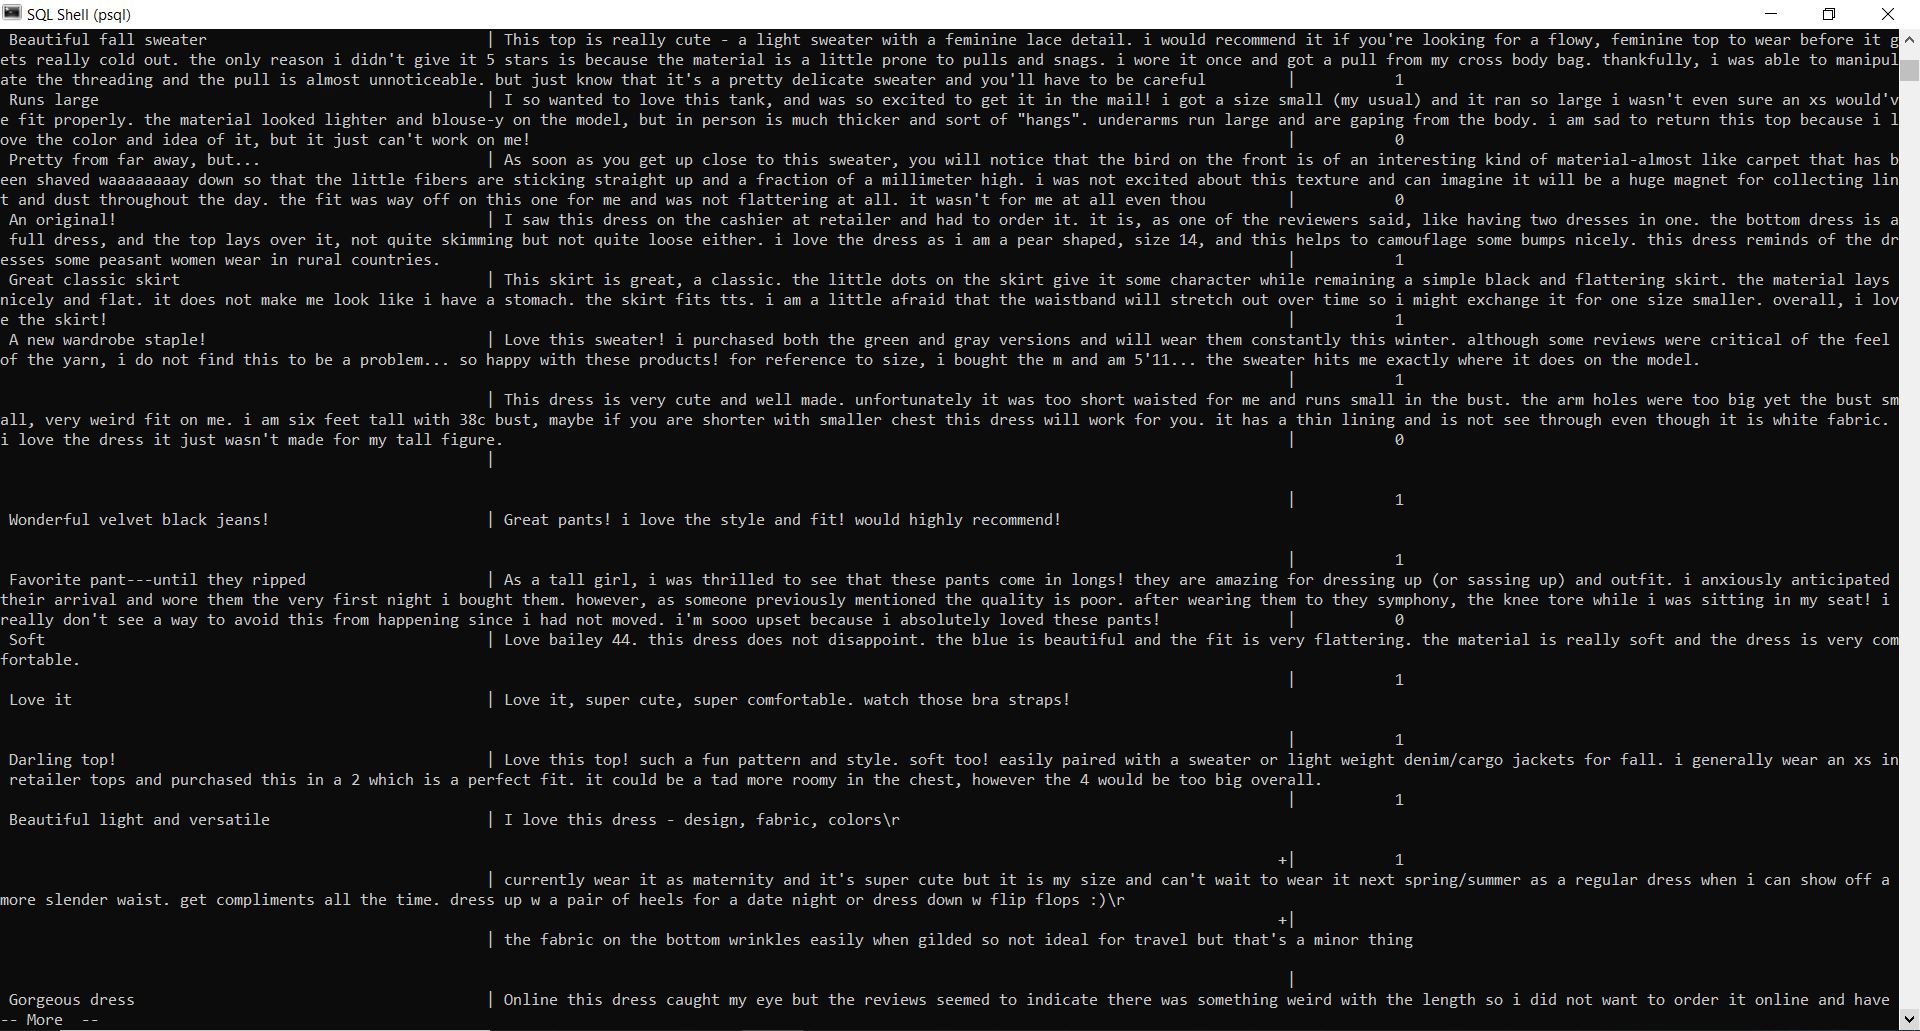 SQL Shell (psql)
Beautiful fall sweater | This top is really cute - a light sweater with a feminine lace detail. i would recommend it if you're looking for a flowy, feminine top to wear before it g
ets really cold out. the only reason i didn't give it 5 stars is because the material is a little prone to pulls and snags. i wore it once and got a pull from my cross body bag. thankfully, i was able to manipul
ate the threading and the pull is almost unnoticeable. but just know that it's a pretty delicate sweater and you'll have to be careful | 1
Runs large | I so wanted to love this tank, and was so excited to get it in the mail! i got a size small (my usual) and it ran so large i wasn't even sure an xs would'v
e fit properly. the material looked lighter and blouse-y on the model, but in person is much thicker and sort of "hangs". underarms run large and are gaping from the body. i am sad to return this top because i l
ove the color and idea of it, but it just can't work on me! | 0
Pretty from far away, but... | As soon as you get up close to this sweater, you will notice that the bird on the front is of an interesting kind of material-almost like carpet that has b
een shaved waaaaaaaay down so that the little fibers are sticking straight up and a fraction of a millimeter high. i was not excited about this texture and can imagine it will be a huge magnet for collecting lin
t and dust throughout the day. the fit was way off on this one for me and was not flattering at all. it wasn't for me at all even thou | 0
An original! | I saw this dress on the cashier at retailer and had to order it. it is, as one of the reviewers said, like having two dresses in one. the bottom dress is a
full dress, and the top lays over it, not quite skimming but not quite loose either. i love the dress as i am a pear shaped, size 14, and this helps to camouflage some bumps nicely. this dress reminds of the dr
esses some peasant women wear in rural countries. | 1
Great classic skirt | This skirt is great, a classic. the little dots on the skirt give it some character while remaining a simple black and flattering skirt. the material lays
nicely and flat. it does not make me look like i have a stomach. the skirt fits tts. i am a little afraid that the waistband will stretch out over time so i might exchange it for one size smaller. overall, i lov
e the skirt! | 1
A new wardrobe staple! | Love this sweater! i purchased both the green and gray versions and will wear them constantly this winter. although some reviews were critical of the feel
of the yarn, i do not find this to be a problem... so happy with these products! for reference to size, i bought the m and am 5'11... the sweater hits me exactly where it does on the model.
| 1
| This dress is very cute and well made. unfortunately it was too short waisted for me and runs small in the bust. the arm holes were too big yet the bust sm
all, very weird fit on me. i am six feet tall with 38c bust, maybe if you are shorter with smaller chest this dress will work for you. it has a thin lining and is not see through even though it is white fabric.
i love the dress it just wasn't made for my tall figure. | 0
|
| 1
Wonderful velvet black jeans! | Great pants! i love the style and fit! would highly recommend!
| 1
Favorite pant---until they ripped | As a tall girl, i was thrilled to see that these pants come in longs! they are amazing for dressing up (or sassing up) and outfit. i anxiously anticipated
their arrival and wore them the very first night i bought them. however, as someone previously mentioned the quality is poor. after wearing them to they symphony, the knee tore while i was sitting in my seat! i
really don't see a way to avoid this from happening since i had not moved. i'm sooo upset because i absolutely loved these pants! | 0
Soft | Love bailey 44. this dress does not disappoint. the blue is beautiful and the fit is very flattering. the material is really soft and the dress is very com
fortable.
| 1
Love it | Love it, super cute, super comfortable. watch those bra straps!
| 1
Darling top! | Love this top! such a fun pattern and style. soft too! easily paired with a sweater or light weight denim/cargo jackets for fall. i generally wear an xs in
retailer tops and purchased this in a 2 which is a perfect fit. it could be a tad more roomy in the chest, however the 4 would be too big overall.
| 1
Beautiful light and versatile | I love this dress - design, fabric, colors\r
+| 1
| currently wear it as maternity and it's super cute but it is my size and can't wait to wear it next spring/summer as a regular dress when i can show off a
more slender waist. get compliments all the time. dress up w a pair of heels for a date night or dress down w flip flops :)\r
+|
| the fabric on the bottom wrinkles easily when gilded so not ideal for travel but that's a minor thing
|
Gorgeous dress | Online this dress caught my eye but the reviews seemed to indicate there was something weird with the length so i did not want to order it online and have
-- More --